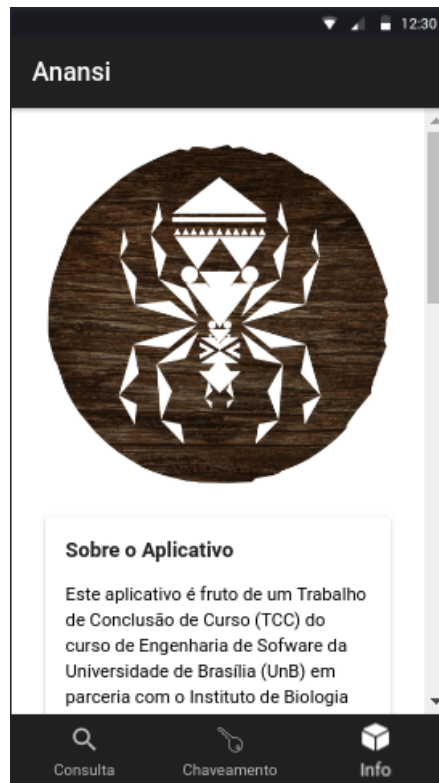 12:30
Anansi
Sobre o Aplicativo
Este aplicativo é fruto de um Trabalho
de Conclusão de Curso (TCC) do
curso de Engenharia de Sofware da
Universidade de Brasília (UnB) em
parceria com o Instituto de Biologia
Consulta
Chaveamento
Info